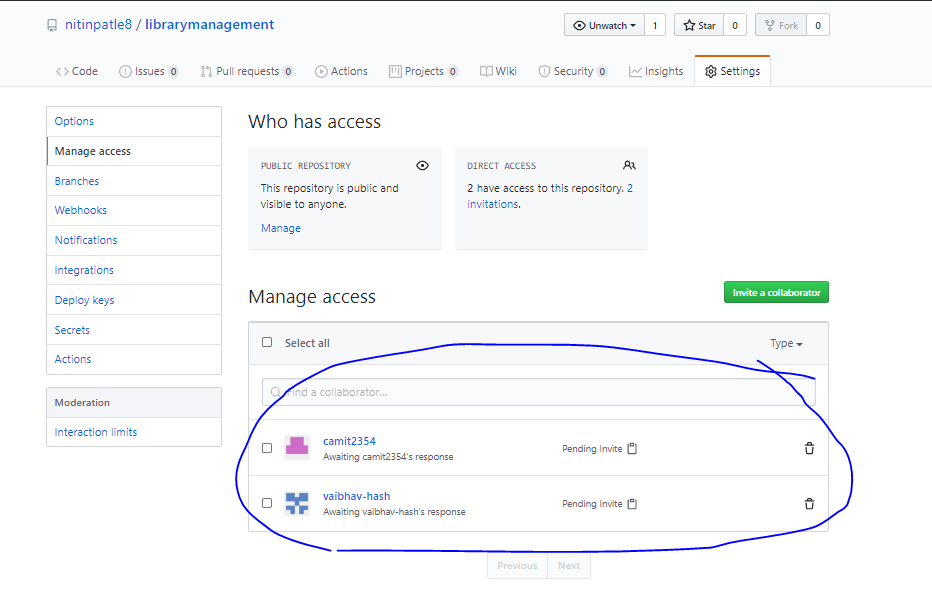 nitinpatle8 / librarymanagement
Unwatch 1 Star 0 Fork 0
Code Issues 0 Pull requests 0 Actions Projects 0 Wiki Security 0 Insights Settings
Options
Manage access
Branches
Webhooks
Notifications
Integrations
Deploy keys
Secrets
Actions
Moderation
Interaction limits
Who has access
PUBLIC REPOSITORY
This repository is public and
visible to anyone.
Manage
DIRECT ACCESS
2 have access to this repository. 2
invitations.
Manage access
Invite a collaborator
Select all Type
Find a collaborator...
camit2354
Awaiting camit2354's response
Pending Invite
vaibhav-hash
Awaiting vaibhav-hash's response
Pending Invite
Previous Next